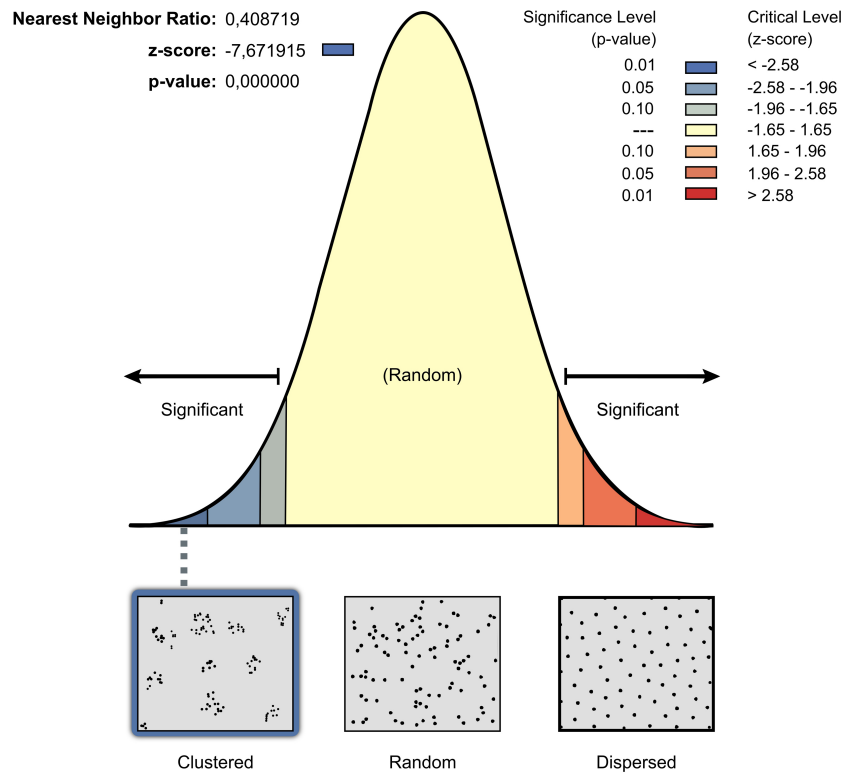 Nearest Neighbor Ratio: 0,408719
z-score: -7,671915
p-value: 0,000000
Significance Level
(p-value)
Critical Level
(z-score)
0.01 < -2.58
0.05 -2.58 - -1.96
0.10 -1.96 - -1.65
--- -1.65 - 1.65
0.10 1.65 - 1.96
0.05 1.96 - 2.58
0.01 > 2.58
(Random)
Significant
Significant
Clustered
Random
Dispersed